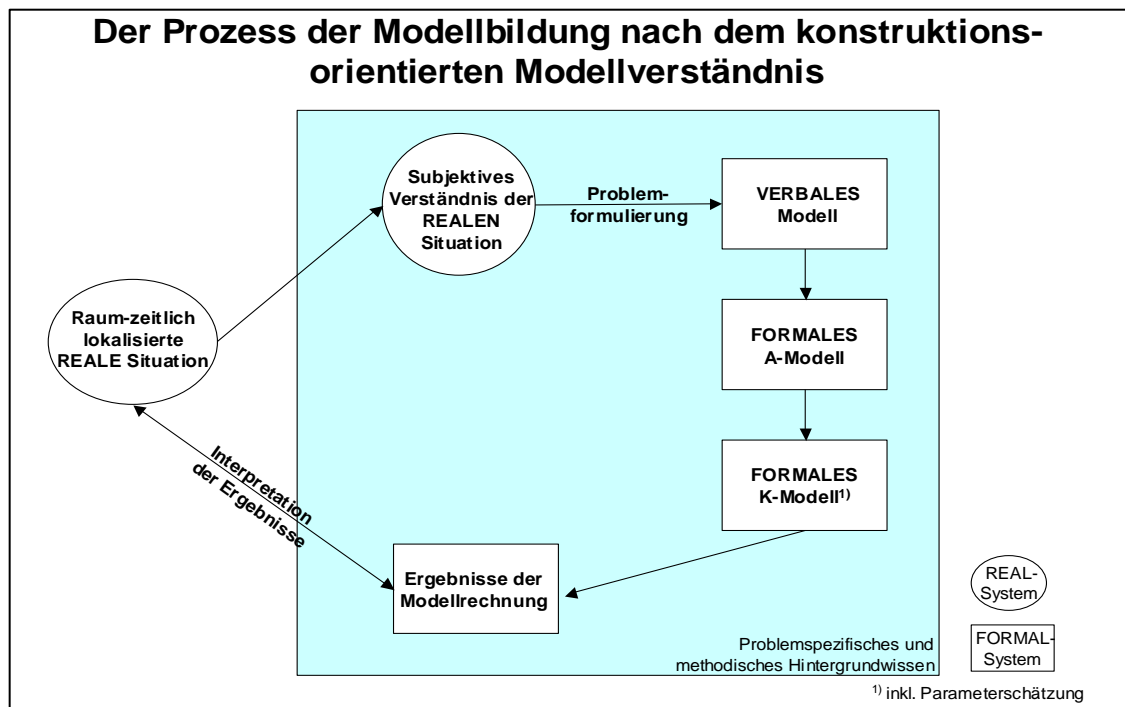 Der Prozess der Modellbildung nach dem konstruktions-
orientierten Modellverständnis
Subjektives
Verständnis der
REALEN
Situation
Problem-
formulierung
VERBALES
Modell
Raum-zeitlich
lokalisierte
REALE Situation
FORMALES
A-Modell
FORMALES
K-Modell¹⁾
Interpretation
der Ergebnisse
Ergebnisse der
Modellrechnung
REAL-
System
FORMAL-
System
Problemspezifisches und
methodisches Hintergrundwissen
¹⁾ inkl. Parameterschätzung